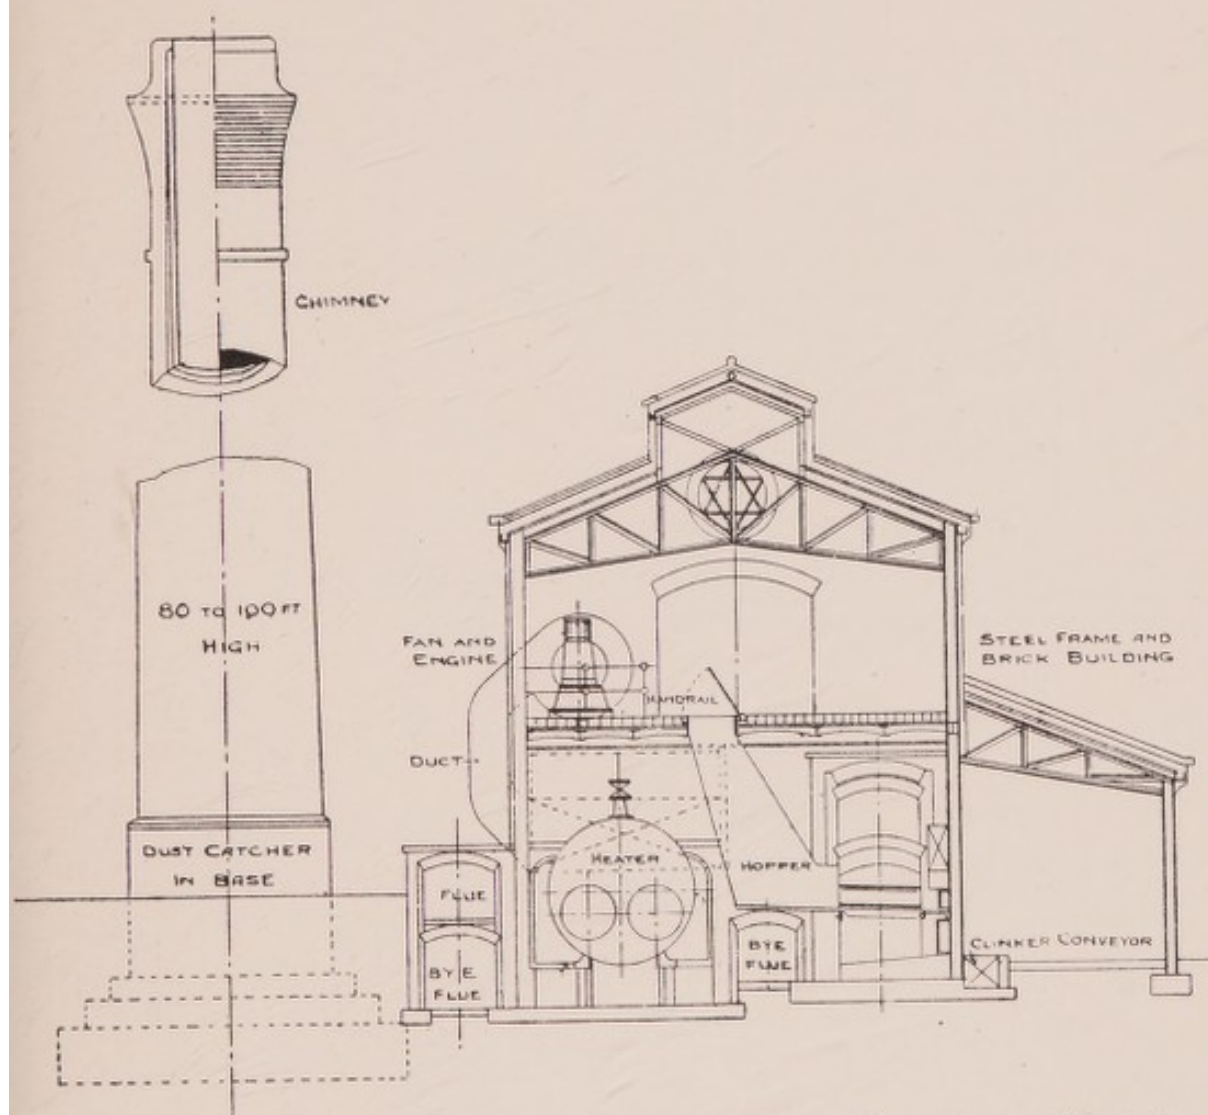 CHIMNEY
80 TO 100 FT
HIGH
FAN AND
ENGINE
STEEL FRAME AND
BRICK BUILDING
HANDRAIL
DUCT
DUST CATCHER
IN BASE
HEATER
HOPPER
FLUE
BYE
FLUE
BYE
FLUE
CLINKER CONVEYOR